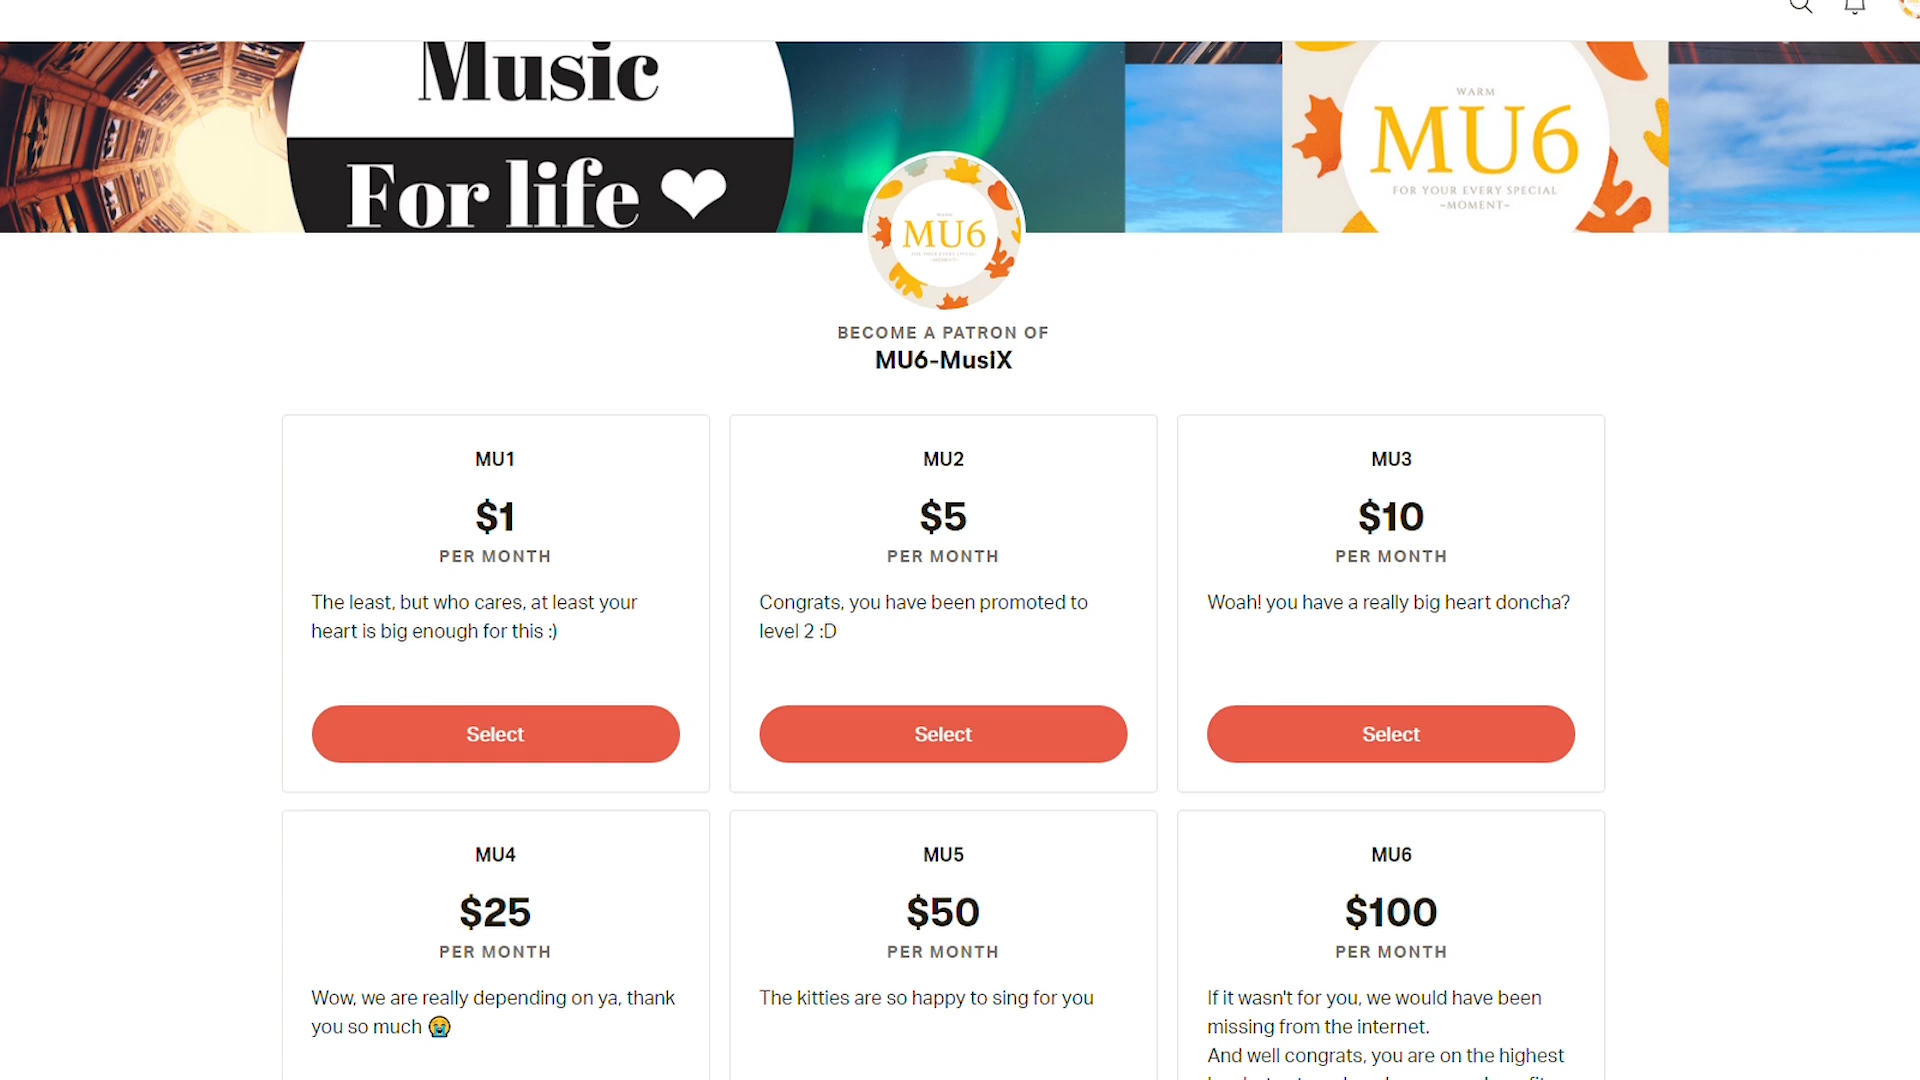 Music
For life
WARM
MU6
FOR YOUR EVERY SPECIAL
~MOMENT~
MU6
BECOME A PATRON OF
MU6-MusiX
MU1
$1
PER MONTH
The least, but who cares, at least your
heart is big enough for this :)
Select
MU2
$5
PER MONTH
Congrats, you have been promoted to
level 2 :D
Select
MU3
$10
PER MONTH
Woah! you have a really big heart doncha?
Select
MU4
$25
PER MONTH
Wow, we are really depending on ya, thank
you so much 😭
MU5
$50
PER MONTH
The kitties are so happy to sing for you
MU6
$100
PER MONTH
If it wasn't for you, we would have been
missing from the internet.
And well congrats, you are on the highest